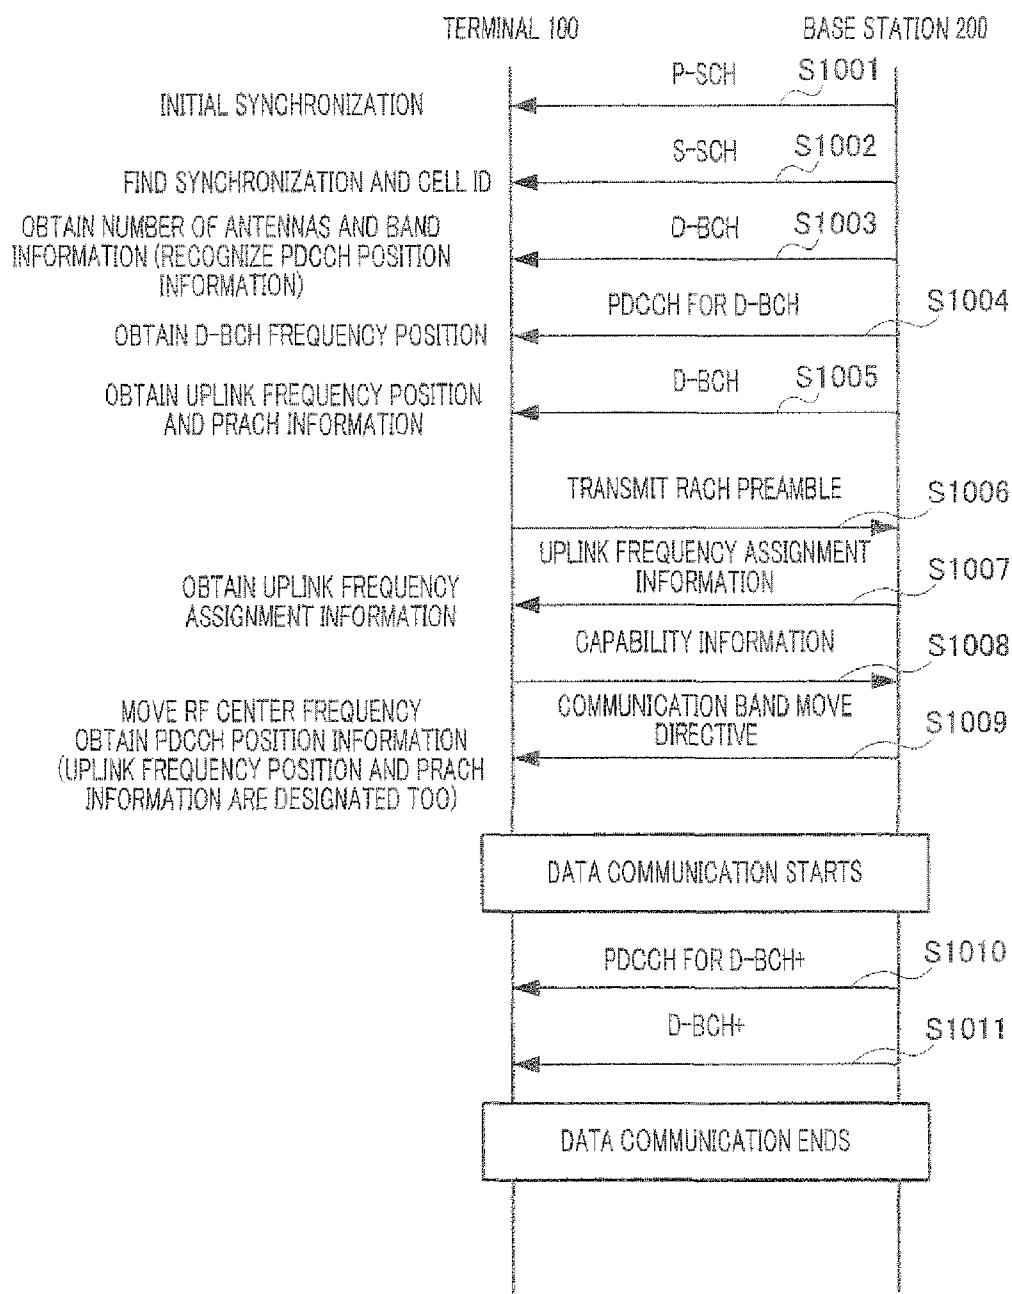 TERMINAL 100
BASE STATION 200
P-SCH
S1001
INITIAL SYNCHRONIZATION
S-SCH
S1002
FIND SYNCHRONIZATION AND CELL ID
D-BCH
S1003
OBTAIN NUMBER OF ANTENNAS AND BAND
INFORMATION (RECOGNIZE PDCCH POSITION
INFORMATION)
PDCCH FOR D-BCH
S1004
OBTAIN D-BCH FREQUENCY POSITION
D-BCH
S1005
OBTAIN UPLINK FREQUENCY POSITION
AND PRACH INFORMATION
TRANSMIT RACH PREAMBLE
S1006
UPLINK FREQUENCY ASSIGNMENT
INFORMATION
S1007
OBTAIN UPLINK FREQUENCY
ASSIGNMENT INFORMATION
CAPABILITY INFORMATION
S1008
COMMUNICATION BAND MOVE
DIRECTIVE
S1009
MOVE RF CENTER FREQUENCY
OBTAIN PDCCH POSITION INFORMATION
(UPLINK FREQUENCY POSITION AND PRACH
INFORMATION ARE DESIGNATED TOO)
DATA COMMUNICATION STARTS
PDCCH FOR D-BCH+
S1010
D-BCH+
S1011
DATA COMMUNICATION ENDS